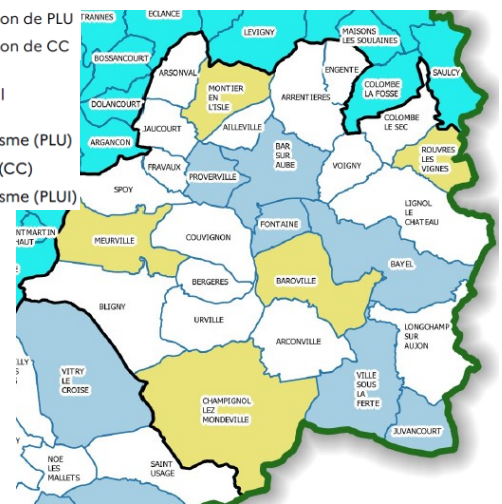 on de PLU
on de CC
l
sme (PLU)
(CC)
sme (PLUI)
TRANNES
ECLANCE
LEVIGNY
MAISONS
LES SOULAINES
BOSSANCOURT
ARSONVAL
MONTIER
EN
L'ISLE
ENGENTE
SAULCY
DOLANCOURT
ARRENTIERES
COLOMBE
LA FOSSE
JAUCOURT
AILLEVILLE
COLOMBE
LE SEC
ARGANCON
BAR
SUR
AUBE
ROUVRES
LES
VIGNES
FRAVAUX
PROVERVILLE
VOIGNY
SPOY
LIGNOL
LE
CHATEAU
NTMARTIN
HAUT
MEURVILLE
COUVIGNON
FONTAINE
BAYEL
BERGERES
BAROVILLE
BLIGNY
URVILLE
ARCONVILLE
LONGCHAMP
SUR
AUJON
LLY
VITRY
LE
CROISE
VILLE
SOUS
LA
FERTE
CHAMPIGNOL
LEZ
MONDEVILLE
JUVANCOURT
NOE
LES
MALLETS
SAINT
USAGE